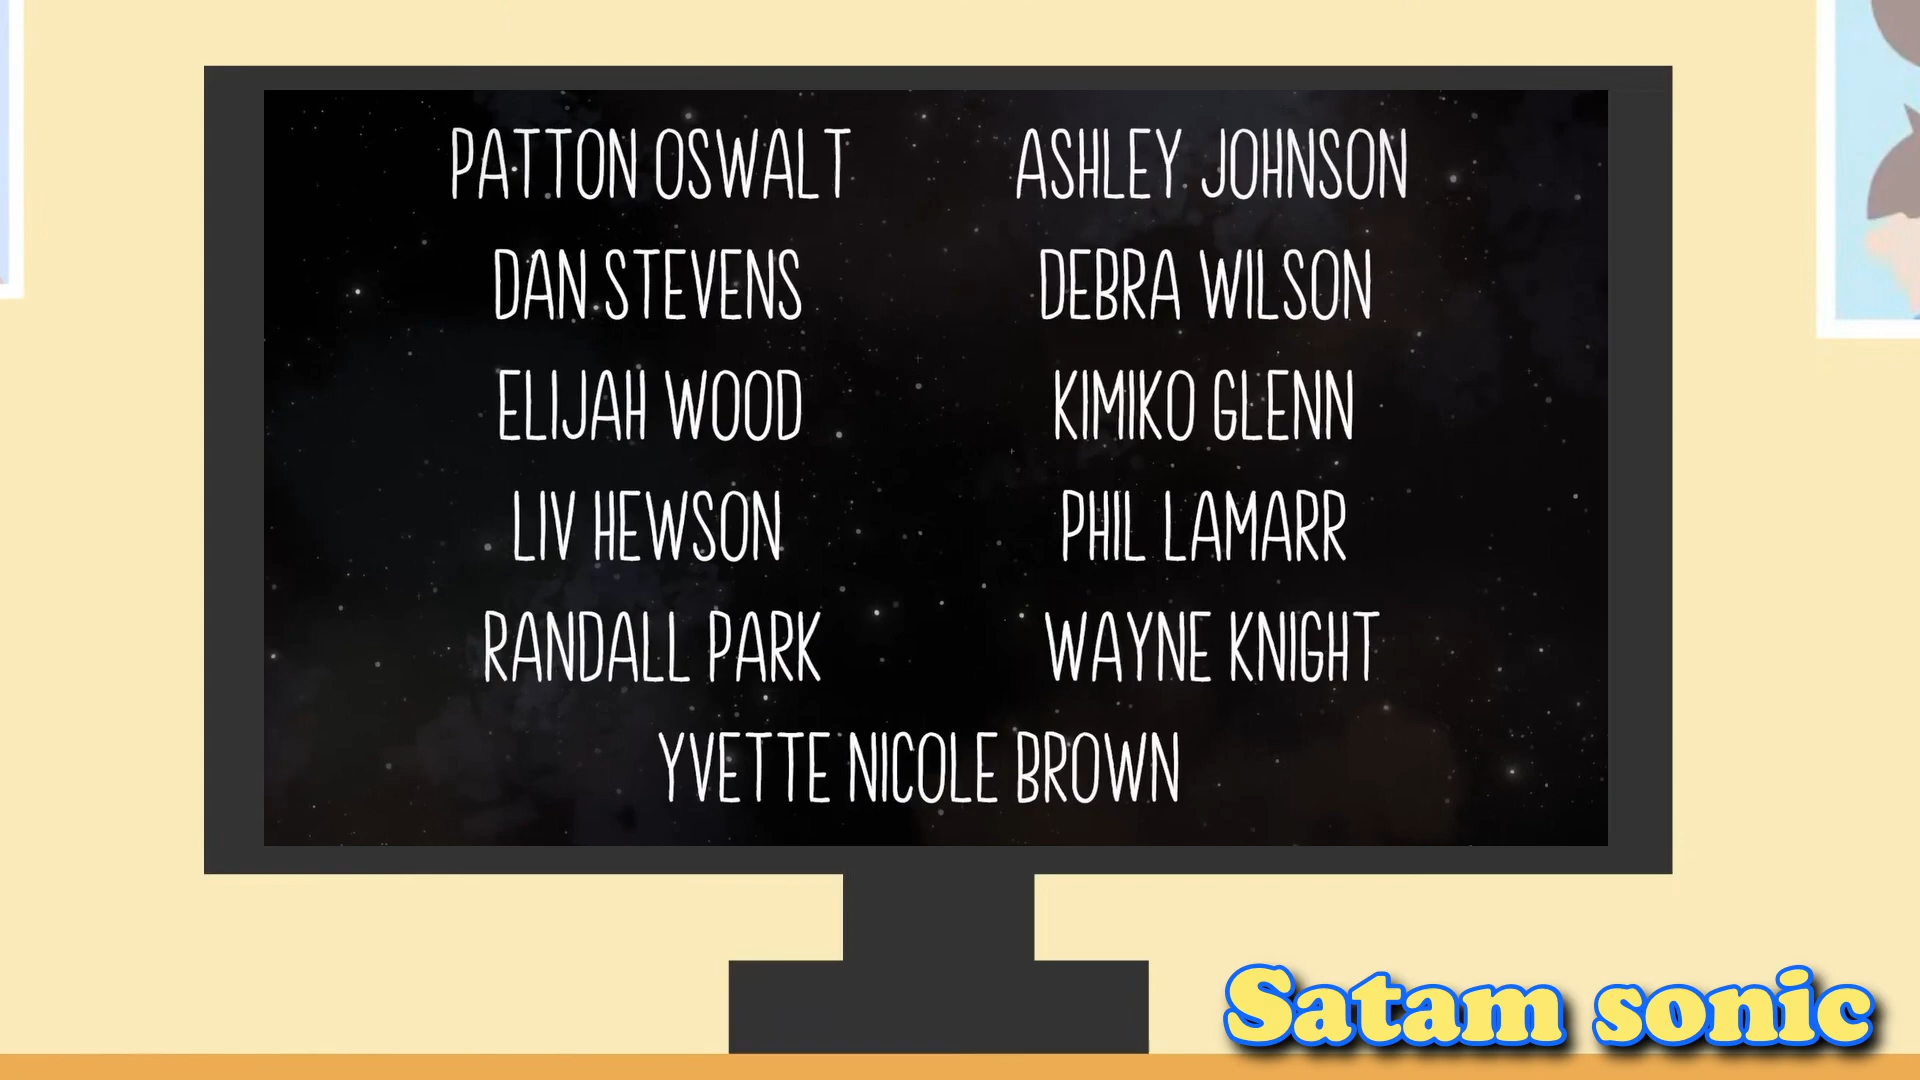 PATTON OSWALT ASHLEY JOHNSON
DAN STEVENS DEBRA WILSON
ELIJAH WOOD KIMIKO GLENN
LIV HEWSON PHIL LAMARR
RANDALL PARK WAYNE KNIGHT
YVETTE NICOLE BROWN
Satam sonic